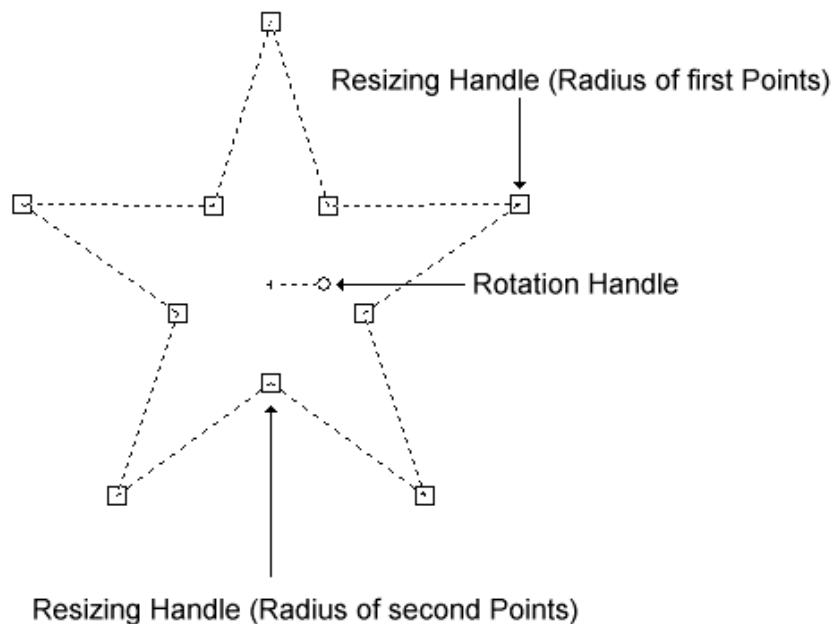 Resizing Handle (Radius of first Points)
Rotation Handle
Resizing Handle (Radius of second Points)